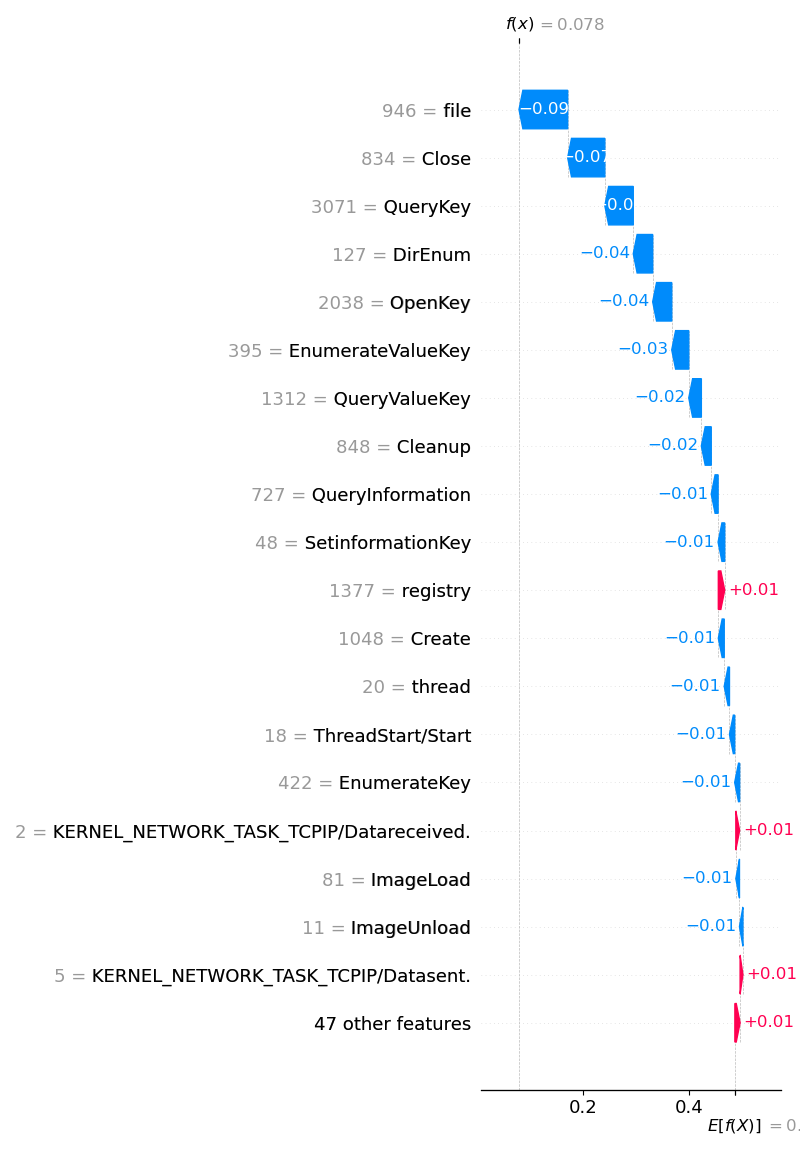 f(x) = 0.078
946 = file
−0.09
834 = Close
−0.07
3071 = QueryKey
−0.0
127 = DirEnum
−0.04
2038 = OpenKey
−0.04
395 = EnumerateValueKey
−0.03
1312 = QueryValueKey
−0.02
848 = Cleanup
−0.02
727 = QueryInformation
−0.01
48 = SetinformationKey
−0.01
1377 = registry
+0.01
1048 = Create
−0.01
20 = thread
−0.01
18 = ThreadStart/Start
−0.01
422 = EnumerateKey
−0.01
2 = KERNEL_NETWORK_TASK_TCPIP/Datareceived.
+0.01
81 = ImageLoad
−0.01
11 = ImageUnload
−0.01
5 = KERNEL_NETWORK_TASK_TCPIP/Datasent.
+0.01
47 other features
+0.01
0.2 0.4
E[f(X)] = 0.